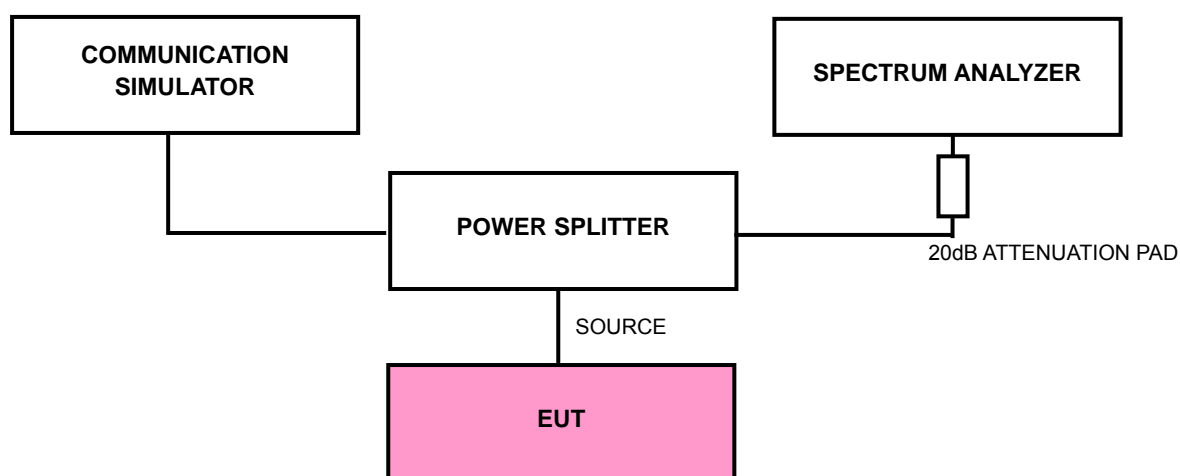 COMMUNICATION
SIMULATOR
SPECTRUM ANALYZER
POWER SPLITTER
20dB ATTENUATION PAD
SOURCE
EUT